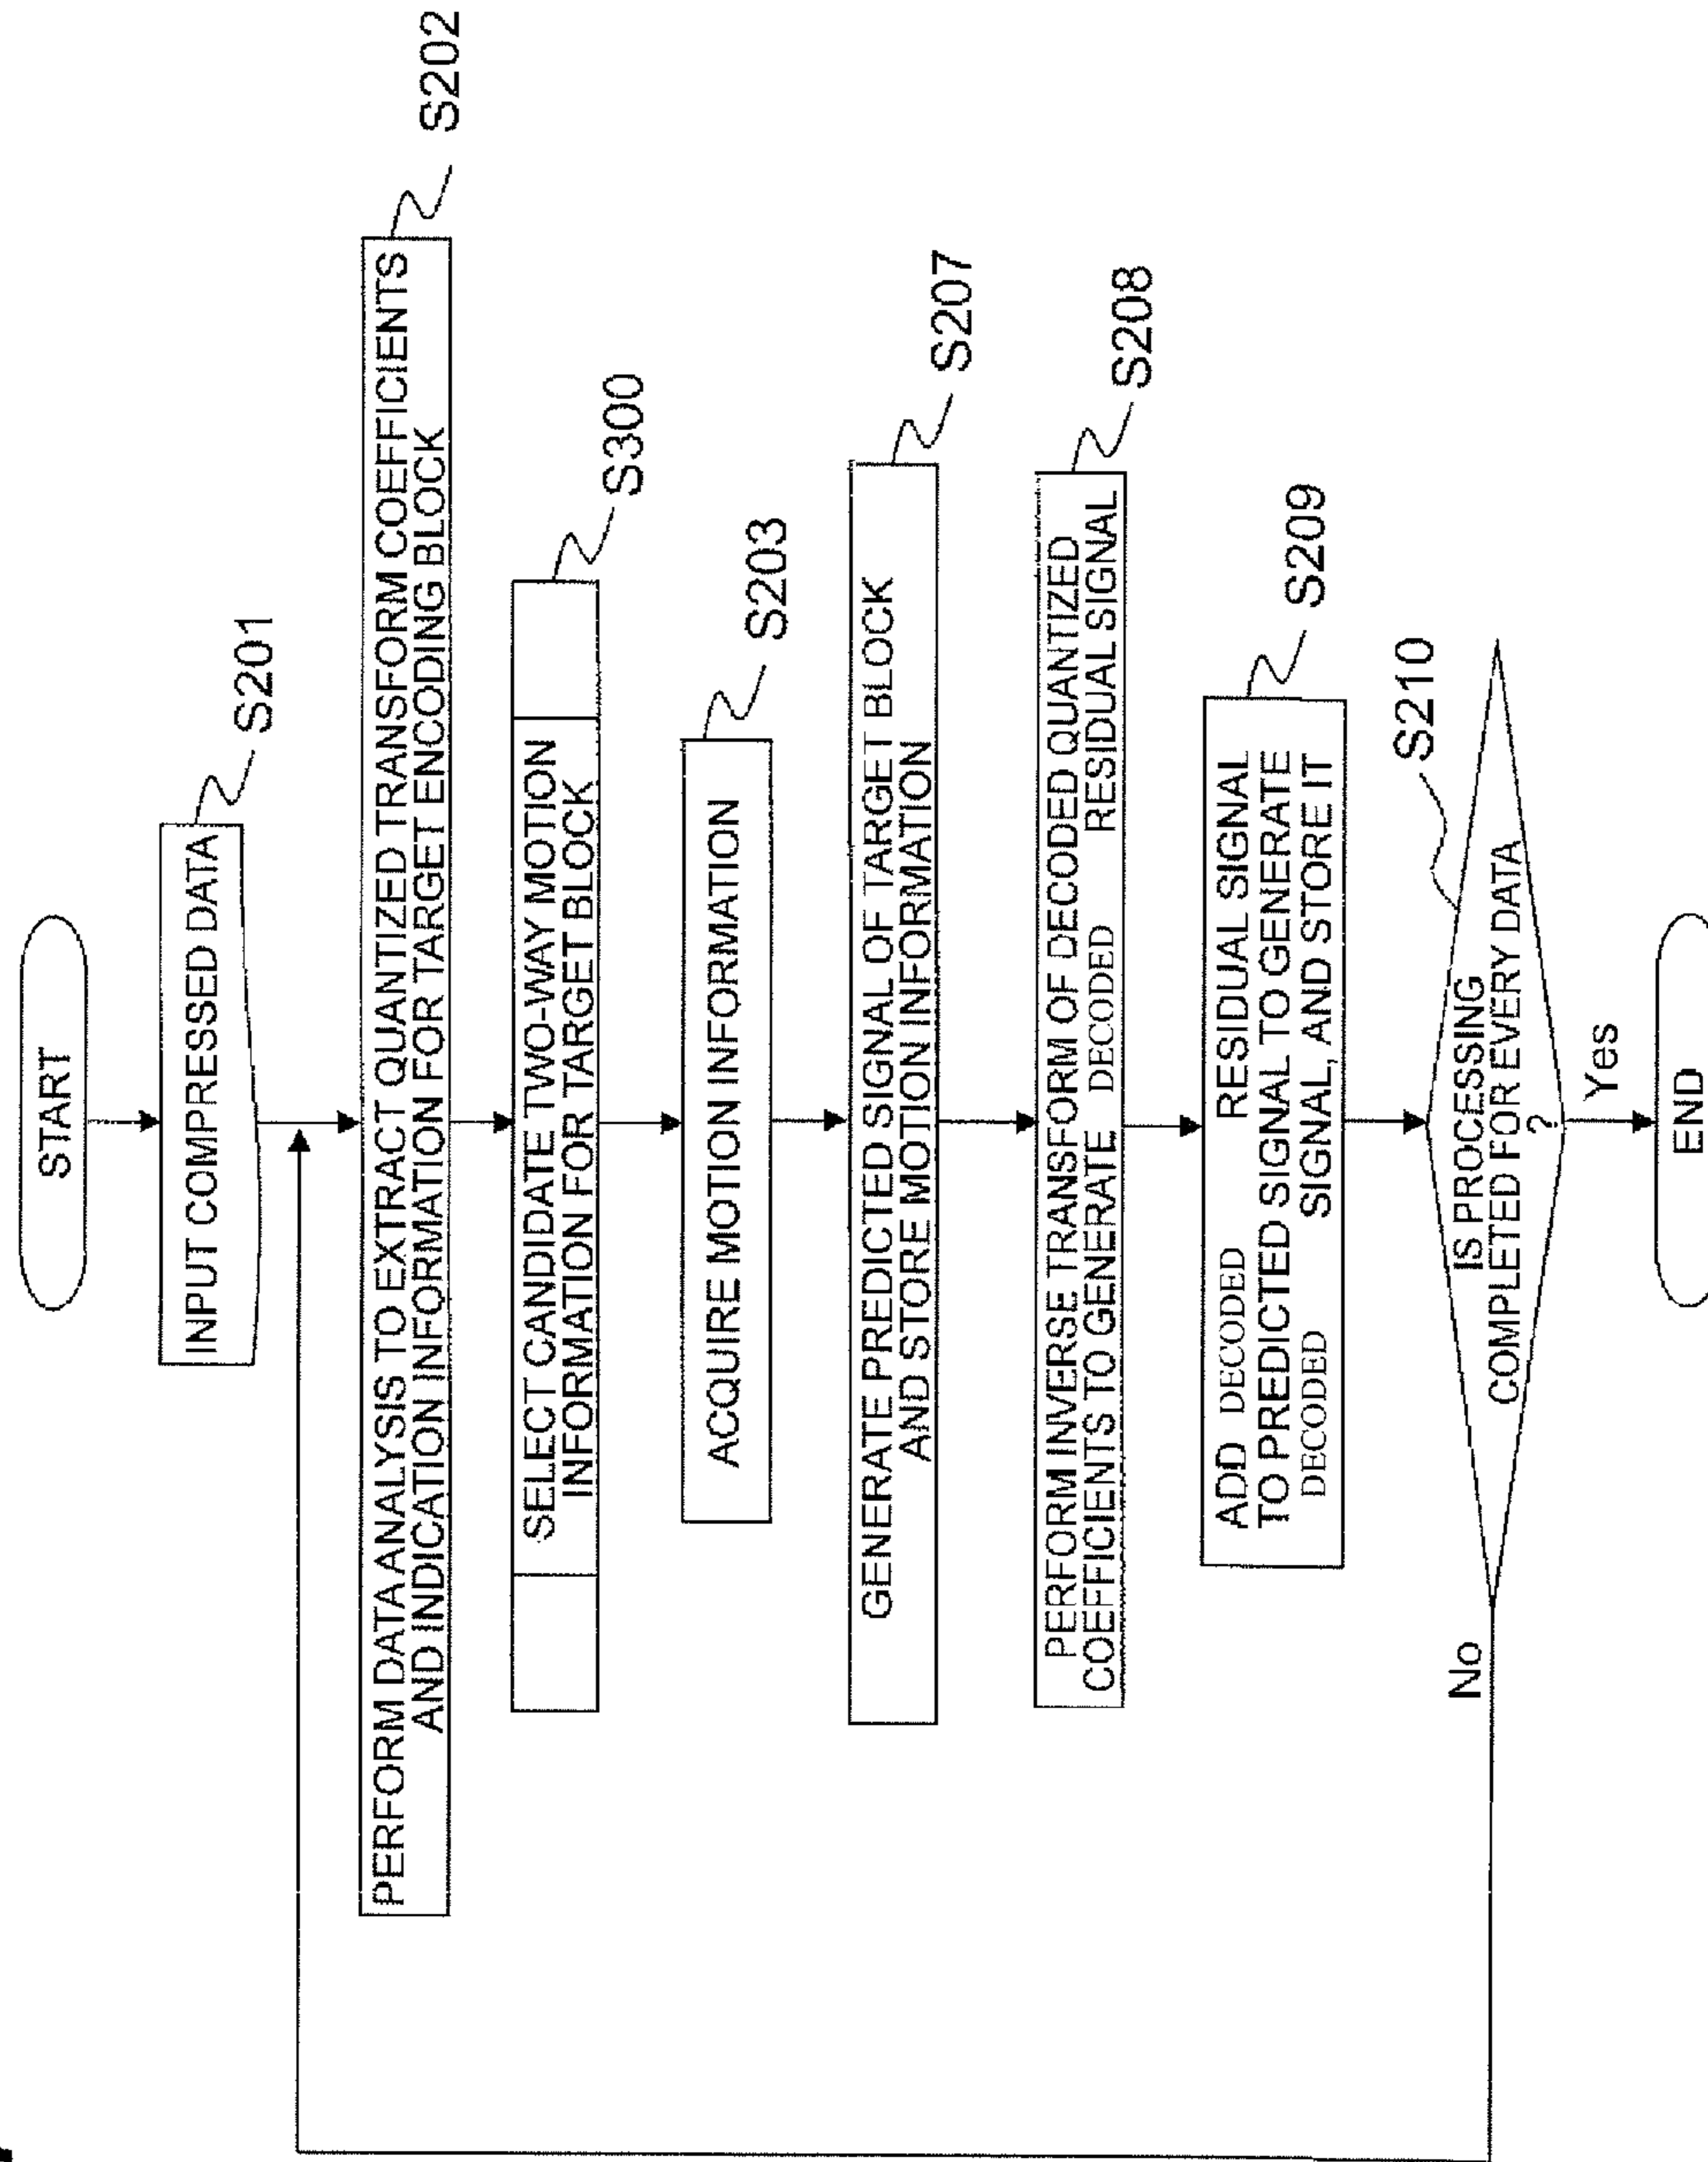 START
INPUT COMPRESSED DATA
S201
PERFORM DATA ANALYSIS TO EXTRACT QUANTIZED TRANSFORM COEFFICIENTS
AND INDICATION INFORMATION FOR TARGET ENCODING BLOCK
S202
SELECT CANDIDATE TWO-WAY MOTION
INFORMATION FOR TARGET BLOCK
S300
ACQUIRE MOTION INFORMATION
S203
GENERATE PREDICTED SIGNAL OF TARGET BLOCK
AND STORE MOTION INFORMATION
S207
PERFORM INVERSE TRANSFORM OF DECODED QUANTIZED
COEFFICIENTS TO GENERATE DECODED RESIDUAL SIGNAL
S208
ADD DECODED RESIDUAL SIGNAL
TO PREDICTED SIGNAL TO GENERATE
DECODED SIGNAL, AND STORE IT
S209
IS PROCESSING
COMPLETED FOR EVERY DATA
?
S210
No
Yes
END